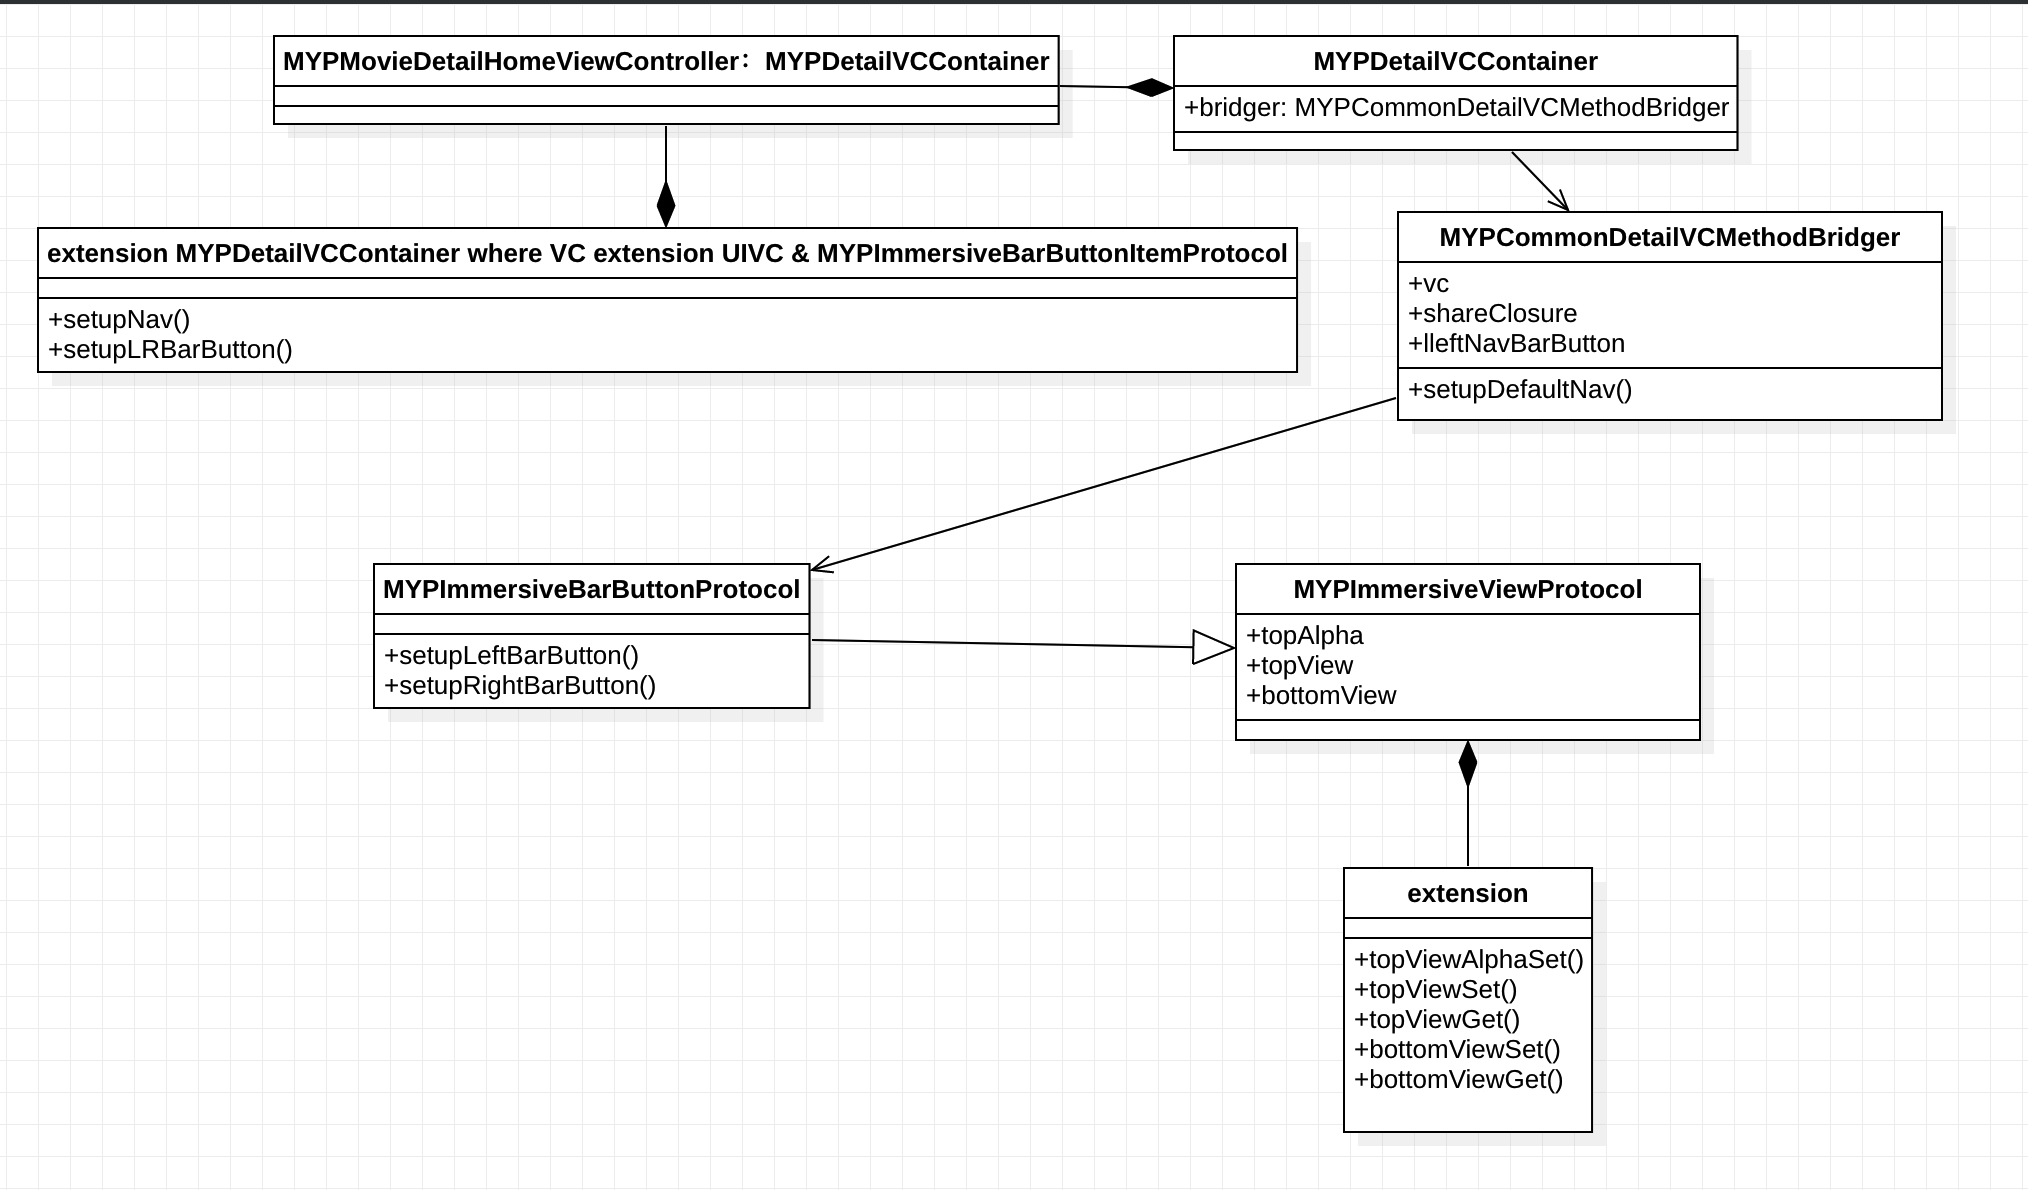 MYPMovieDetailHomeViewController：MYPDetailVCContainer
MYPDetailVCContainer
+bridger: MYPCommonDetailVCMethodBridger
extension MYPDetailVCContainer where VC extension UIVC & MYPImmersiveBarButtonItemProtocol
+setupNav()
+setupLRBarButton()
MYPCommonDetailVCMethodBridger
+vc
+shareClosure
+lleftNavBarButton
+setupDefaultNav()
MYPImmersiveBarButtonProtocol
+setupLeftBarButton()
+setupRightBarButton()
MYPImmersiveViewProtocol
+topAlpha
+topView
+bottomView
extension
+topViewAlphaSet()
+topViewSet()
+topViewGet()
+bottomViewSet()
+bottomViewGet()